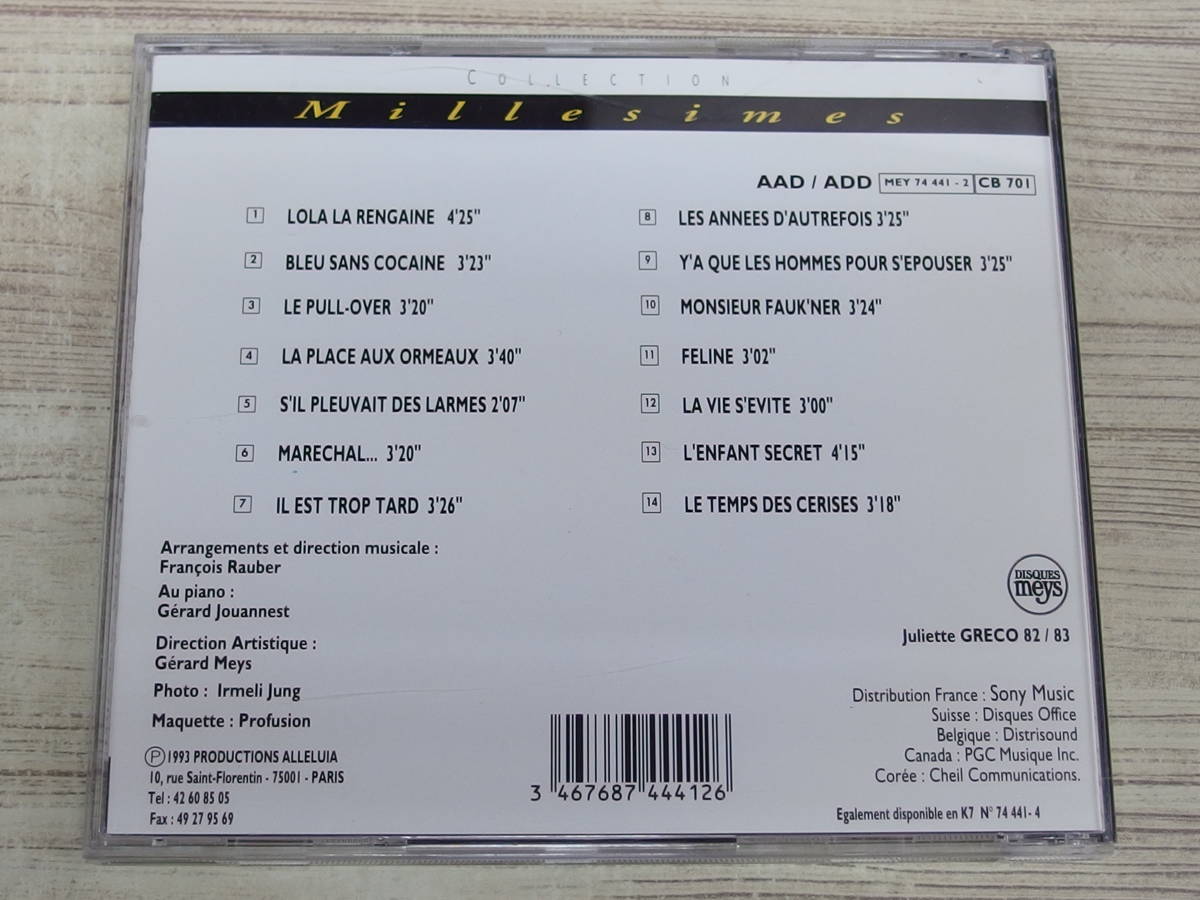 COLLECTION
Millesimes
AAD / ADD MEY 74 441 - 2 CB 701
1 LOLA LA RENGAINE 4'25"
2 BLEU SANS COCAINE 3'23"
3 LE PULL-OVER 3'20"
4 LA PLACE AUX ORMEAUX 3'40"
5 S'IL PLEUVAIT DES LARMES 2'07"
6 MARECHAL... 3'20"
7 IL EST TROP TARD 3'26"
8 LES ANNEES D'AUTREFOIS 3'25"
9 Y'A QUE LES HOMMES POUR S'EPOUSER 3'25"
10 MONSIEUR FAUK'NER 3'24"
11 FELINE 3'02"
12 LA VIE S'EVITE 3'00"
13 L'ENFANT SECRET 4'15"
14 LE TEMPS DES CERISES 3'18"
Arrangements et direction musicale :
François Rauber
Au piano :
Gérard Jouannest
Direction Artistique :
Gérard Meys
Photo : Irmeli Jung
Maquette : Profusion
Ⓟ 1993 PRODUCTIONS ALLELUIA
10, rue Saint-Florentin - 75001 - PARIS
Tel : 42 60 85 05
Fax : 49 27 95 69
3 467687 444126
DISQUES
meys
Juliette GRECO 82 / 83
Distribution France : Sony Music
Suisse : Disques Office
Belgique : Distrisound
Canada : PGC Musique Inc.
Corée : Cheil Communications.
Egalement disponible en K7 N° 74 441- 4